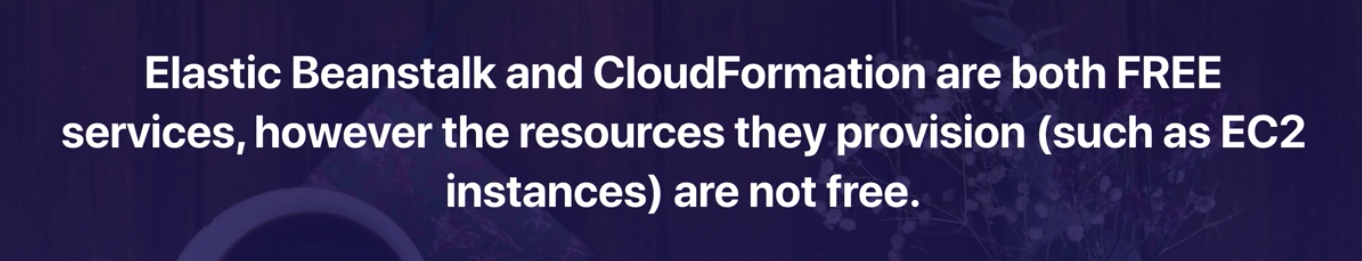 Elastic Beanstalk and CloudFormation are both FREE
services, however the resources they provision (such as EC2
instances) are not free.